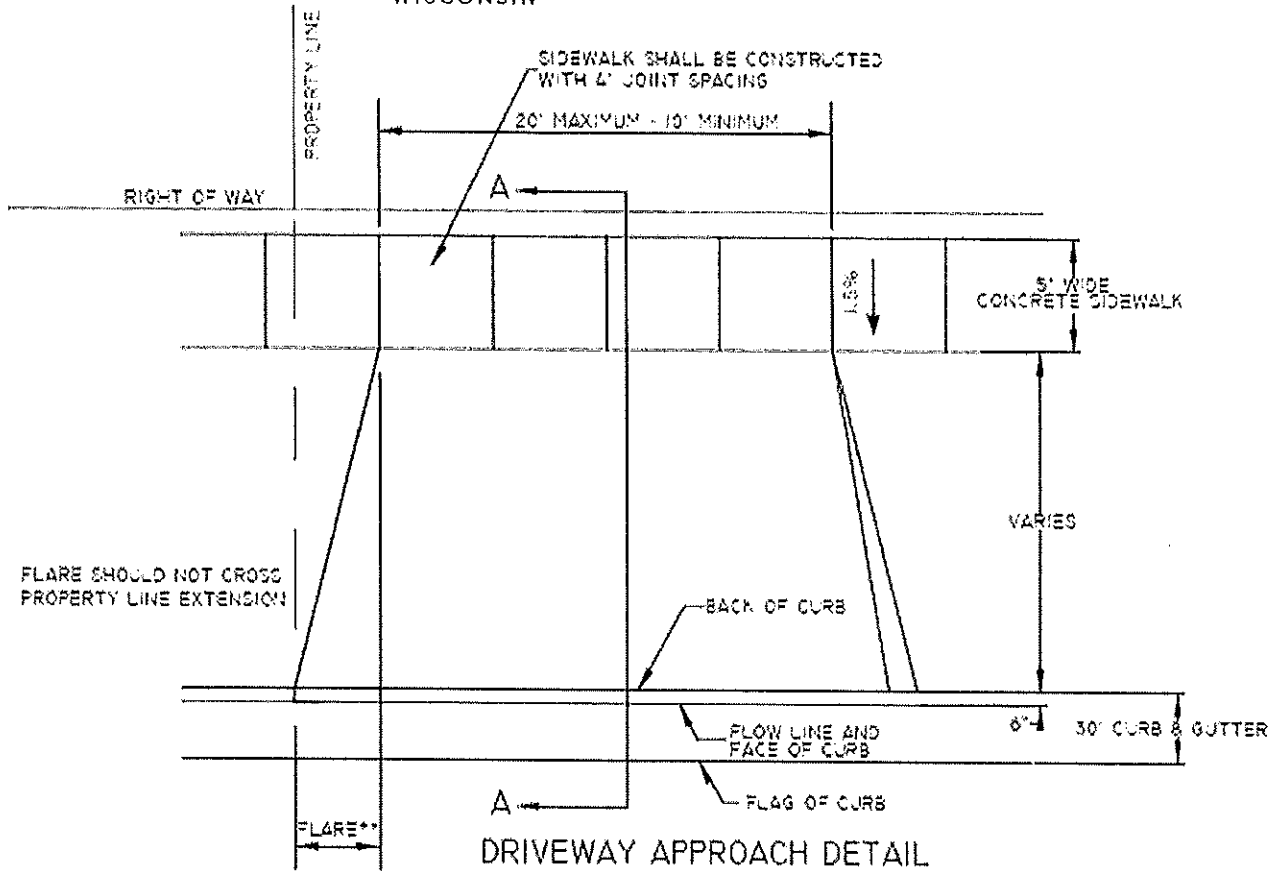 PROPERTY LINE
SIDEWALK SHALL BE CONSTRUCTED
WITH 4' JOINT SPACING
20' MAXIMUM - 10' MINIMUM
A
RIGHT OF WAY
1.5%
5' WIDE
CONCRETE SIDEWALK
VARIES
FLARE SHOULD NOT CROSS
PROPERTY LINE EXTENSION
BACK OF CURB
FLOW LINE AND
FACE OF CURB
6"
30" CURB & GUTTER
FLAG OF CURB
A
FLARE**
DRIVEWAY APPROACH DETAIL